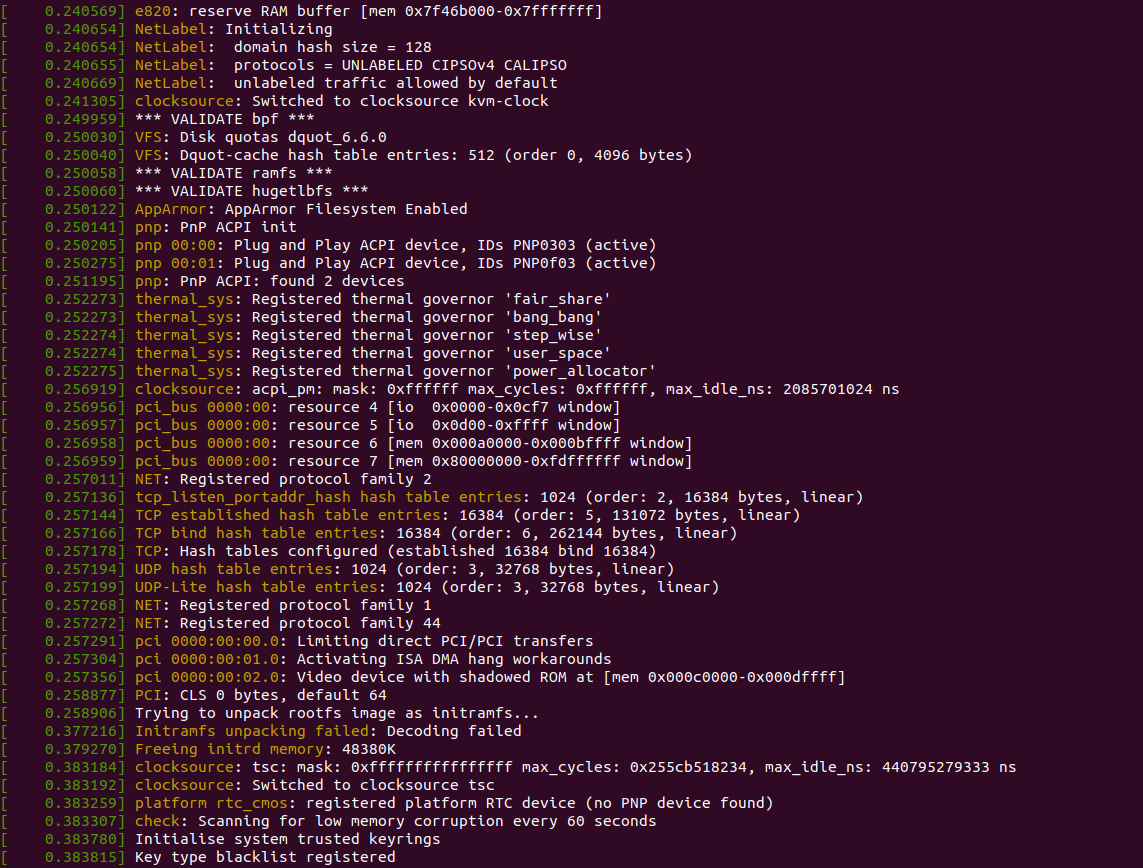 [    0.240569] e820: reserve RAM buffer [mem 0x7f46b000-0x7fffffff]
[    0.240654] NetLabel: Initializing
[    0.240654] NetLabel:  domain hash size = 128
[    0.240655] NetLabel:  protocols = UNLABELED CIPSOv4 CALIPSO
[    0.240669] NetLabel:  unlabeled traffic allowed by default
[    0.241305] clocksource: Switched to clocksource kvm-clock
[    0.249959] *** VALIDATE bpf ***
[    0.250030] VFS: Disk quotas dquot_6.6.0
[    0.250040] VFS: Dquot-cache hash table entries: 512 (order 0, 4096 bytes)
[    0.250058] *** VALIDATE ramfs ***
[    0.250060] *** VALIDATE hugetlbfs ***
[    0.250122] AppArmor: AppArmor Filesystem Enabled
[    0.250141] pnp: PnP ACPI init
[    0.250205] pnp 00:00: Plug and Play ACPI device, IDs PNP0303 (active)
[    0.250275] pnp 00:01: Plug and Play ACPI device, IDs PNP0f03 (active)
[    0.251195] pnp: PnP ACPI: found 2 devices
[    0.252273] thermal_sys: Registered thermal governor 'fair_share'
[    0.252273] thermal_sys: Registered thermal governor 'bang_bang'
[    0.252274] thermal_sys: Registered thermal governor 'step_wise'
[    0.252274] thermal_sys: Registered thermal governor 'user_space'
[    0.252275] thermal_sys: Registered thermal governor 'power_allocator'
[    0.256919] clocksource: acpi_pm: mask: 0xffffff max_cycles: 0xffffff, max_idle_ns: 2085701024 ns
[    0.256956] pci_bus 0000:00: resource 4 [io  0x0000-0x0cf7 window]
[    0.256957] pci_bus 0000:00: resource 5 [io  0x0d00-0xffff window]
[    0.256958] pci_bus 0000:00: resource 6 [mem 0x000a0000-0x000bffff window]
[    0.256959] pci_bus 0000:00: resource 7 [mem 0x80000000-0xfdffffff window]
[    0.257011] NET: Registered protocol family 2
[    0.257136] tcp_listen_portaddr_hash hash table entries: 1024 (order: 2, 16384 bytes, linear)
[    0.257144] TCP established hash table entries: 16384 (order: 5, 131072 bytes, linear)
[    0.257166] TCP bind hash table entries: 16384 (order: 6, 262144 bytes, linear)
[    0.257178] TCP: Hash tables configured (established 16384 bind 16384)
[    0.257194] UDP hash table entries: 1024 (order: 3, 32768 bytes, linear)
[    0.257199] UDP-Lite hash table entries: 1024 (order: 3, 32768 bytes, linear)
[    0.257268] NET: Registered protocol family 1
[    0.257272] NET: Registered protocol family 44
[    0.257291] pci 0000:00:00.0: Limiting direct PCI/PCI transfers
[    0.257304] pci 0000:00:01.0: Activating ISA DMA hang workarounds
[    0.257356] pci 0000:00:02.0: Video device with shadowed ROM at [mem 0x000c0000-0x000dffff]
[    0.258877] PCI: CLS 0 bytes, default 64
[    0.258906] Trying to unpack rootfs image as initramfs...
[    0.377216] Initramfs unpacking failed: Decoding failed
[    0.379270] Freeing initrd memory: 48380K
[    0.383184] clocksource: tsc: mask: 0xffffffffffffffff max_cycles: 0x255cb518234, max_idle_ns: 440795279333 ns
[    0.383192] clocksource: Switched to clocksource tsc
[    0.383259] platform rtc_cmos: registered platform RTC device (no PNP device found)
[    0.383307] check: Scanning for low memory corruption every 60 seconds
[    0.383780] Initialise system trusted keyrings
[    0.383815] Key type blacklist registered